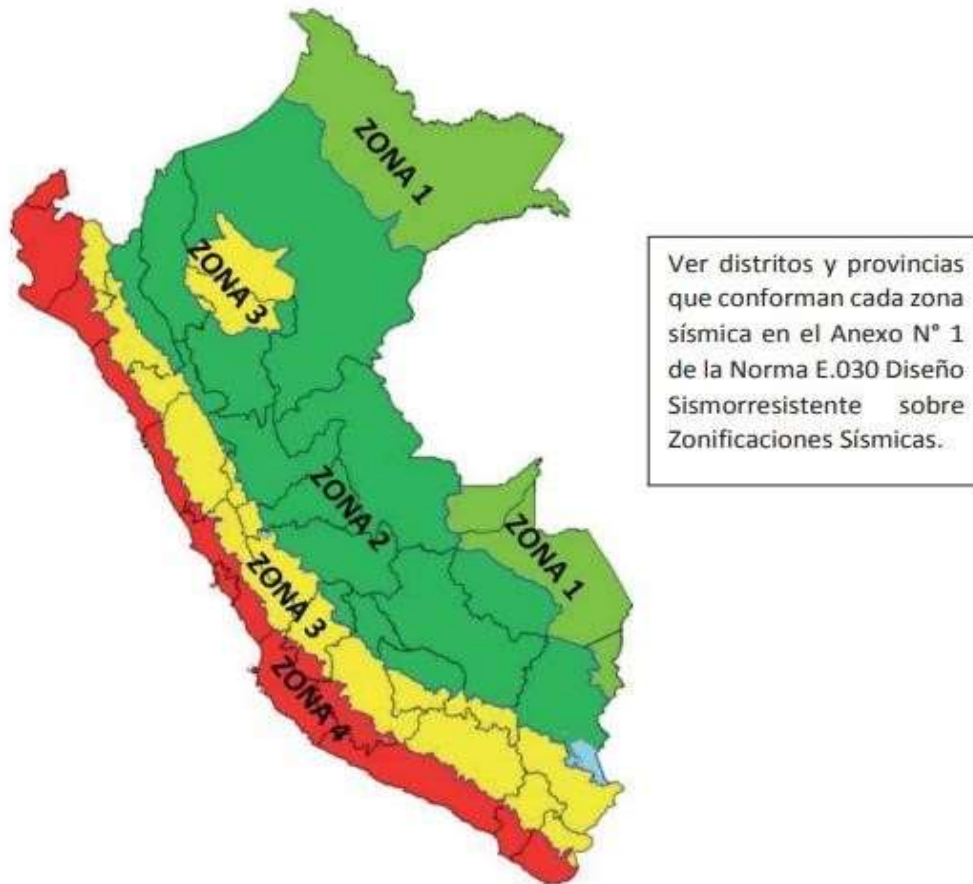 ZONA 1
ZONA 3
Ver distritos y provincias
que conforman cada zona
sísmica en el Anexo N° 1
de la Norma E.030 Diseño
Sismorresistente sobre
Zonificaciones Sísmicas.
ZONA 2
ZONA 1
ZONA 3
ZONA 4